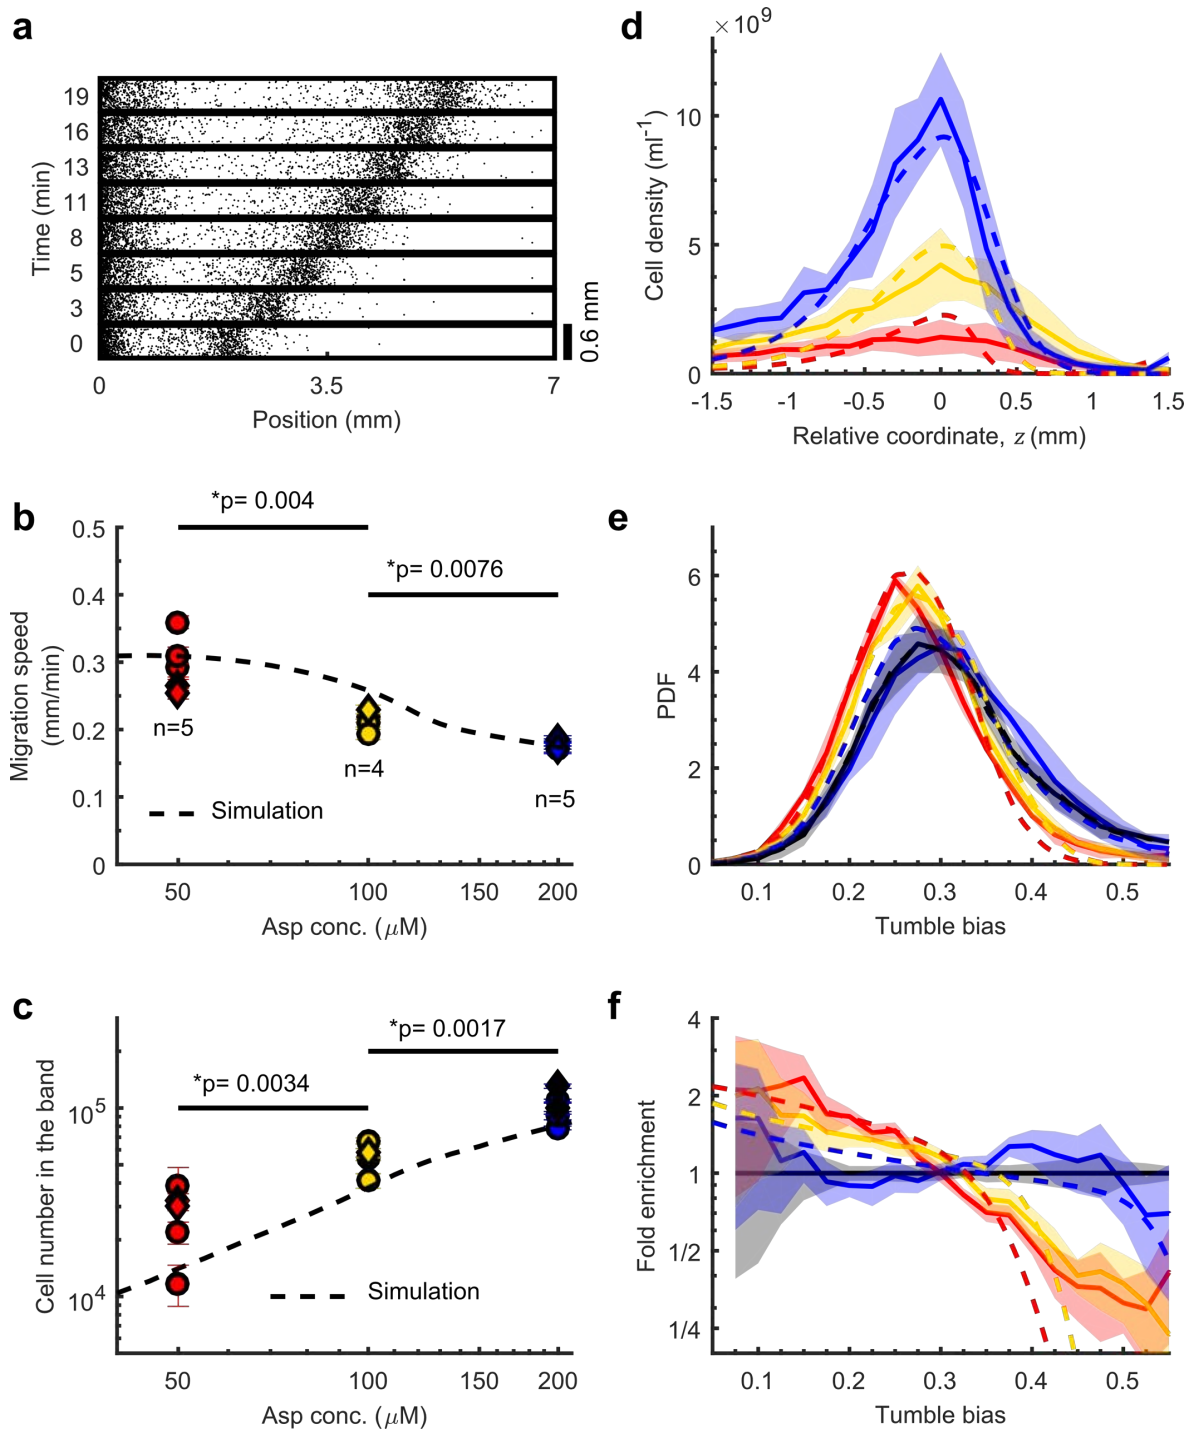 a
Time (min)
19
16
13
11
8
5
3
0
0.6 mm
0 3.5 7
Position (mm)
b
Migration speed
(mm/min)
0.5
0.4
0.3
0.2
0.1
0
*p= 0.004
*p= 0.0076
n=5
n=4
n=5
Simulation
50 100 150 200
Asp conc. (μM)
c
Cell number in the band
10^5
10^4
*p= 0.0034
*p= 0.0017
Simulation
50 100 150 200
Asp conc. (μM)
d
×10^9
Cell density (ml^-1)
10
5
0
-1.5 -1 -0.5 0 0.5 1 1.5
Relative coordinate, z (mm)
e
PDF
6
4
2
0
0.1 0.2 0.3 0.4 0.5
Tumble bias
f
Fold enrichment
4
2
1
1/2
1/4
0.1 0.2 0.3 0.4 0.5
Tumble bias